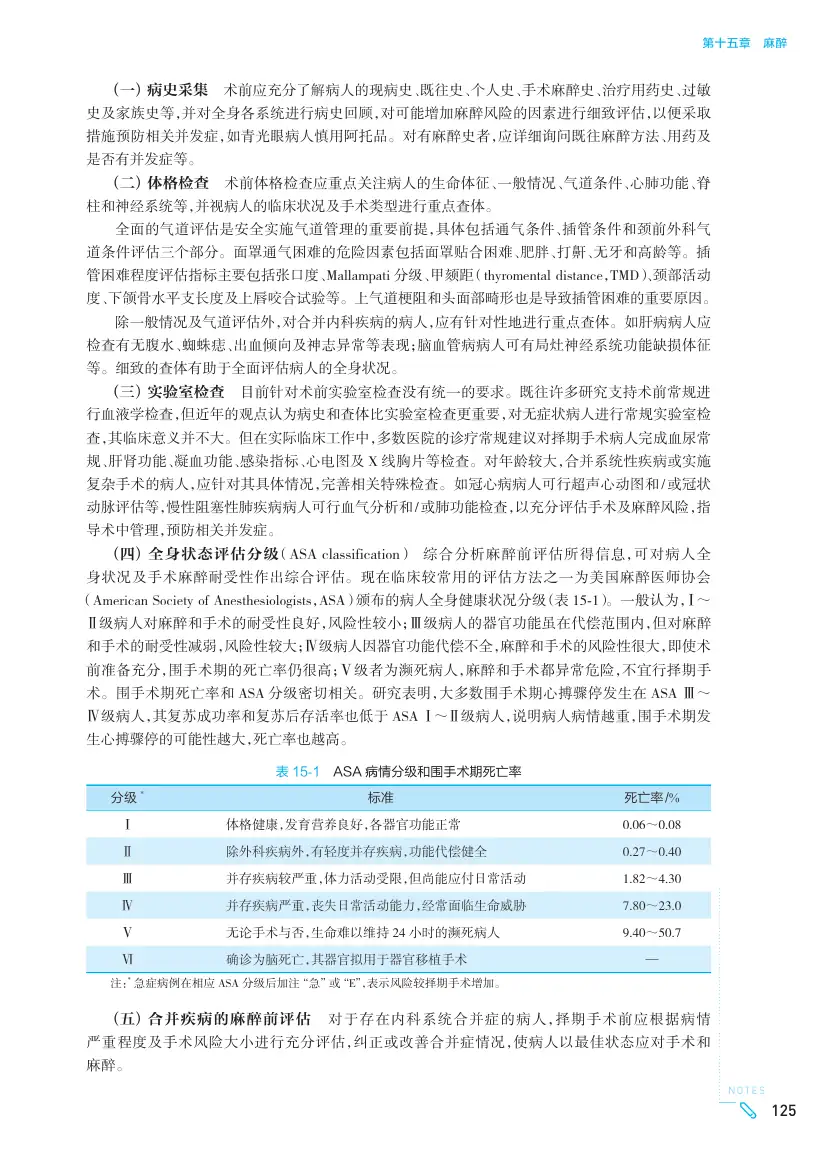 第十五章　麻醉
（一）病史采集　术前应充分了解病人的现病史、既往史、个人史、手术麻醉史、治疗用药史、过敏
史及家族史等，并对全身各系统进行病史回顾，对可能增加麻醉风险的因素进行细致评估，以便采取
措施预防相关并发症，如青光眼病人慎用阿托品。对有麻醉史者，应详细询问既往麻醉方法、用药及
是否有并发症等。
（二）体格检查　术前体格检查应重点关注病人的生命体征、一般情况、气道条件、心肺功能、脊
柱和神经系统等，并视病人的临床状况及手术类型进行重点查体。
全面的气道评估是安全实施气道管理的重要前提，具体包括通气条件、插管条件和颈前外科气
道条件评估三个部分。面罩通气困难的危险因素包括面罩贴合困难、肥胖、打鼾、无牙和高龄等。插
管困难程度评估指标主要包括张口度、Mallampati 分级、甲颏距（thyromental distance，TMD）、颈部活动
度、下颌骨水平支长度及上唇咬合试验等。上气道梗阻和头面部畸形也是导致插管困难的重要原因。
除一般情况及气道评估外，对合并内科疾病的病人，应有针对性地进行重点查体。如肝病病人应
检查有无腹水、蜘蛛痣、出血倾向及神志异常等表现；脑血管病病人可有局灶神经系统功能缺损体征
等。细致的查体有助于全面评估病人的全身状况。
（三）实验室检查　目前针对术前实验室检查没有统一的要求。既往许多研究支持术前常规进
行血液学检查，但近年的观点认为病史和查体比实验室检查更重要，对无症状病人进行常规实验室检
查，其临床意义并不大。但在实际临床工作中，多数医院的诊疗常规建议对择期手术病人完成血尿常
规、肝肾功能、凝血功能、感染指标、心电图及 X 线胸片等检查。对年龄较大，合并系统性疾病或实施
复杂手术的病人，应针对其具体情况，完善相关特殊检查。如冠心病病人可行超声心动图和/或冠状
动脉评估等，慢性阻塞性肺疾病病人可行血气分析和/或肺功能检查，以充分评估手术及麻醉风险，指
导术中管理，预防相关并发症。
（四）全身状态评估分级（ASA classification）　综合分析麻醉前评估所得信息，可对病人全
身状况及手术麻醉耐受性作出综合评估。现在临床较常用的评估方法之一为美国麻醉医师协会
（American Society of Anesthesiologists，ASA）颁布的病人全身健康状况分级（表 15-1）。一般认为，Ⅰ～
Ⅱ级病人对麻醉和手术的耐受性良好，风险性较小；Ⅲ级病人的器官功能虽在代偿范围内，但对麻醉
和手术的耐受性减弱，风险性较大；Ⅳ级病人因器官功能代偿不全，麻醉和手术的风险性很大，即使术
前准备充分，围手术期的死亡率仍很高；Ⅴ级者为濒死病人，麻醉和手术都异常危险，不宜行择期手
术。围手术期死亡率和 ASA 分级密切相关。研究表明，大多数围手术期心搏骤停发生在 ASA Ⅲ～
Ⅳ级病人，其复苏成功率和复苏后存活率也低于 ASA Ⅰ～Ⅱ级病人，说明病人病情越重，围手术期发
生心搏骤停的可能性越大，死亡率也越高。
表 15-1　ASA 病情分级和围手术期死亡率
分级*　标准　死亡率/%
Ⅰ　体格健康，发育营养良好，各器官功能正常　0.06～0.08
Ⅱ　除外科疾病外，有轻度并存疾病，功能代偿健全　0.27～0.40
Ⅲ　并存疾病较严重，体力活动受限，但尚能应付日常活动　1.82～4.30
Ⅳ　并存疾病严重，丧失日常活动能力，经常面临生命威胁　7.80～23.0
Ⅴ　无论手术与否，生命难以维持 24 小时的濒死病人　9.40～50.7
Ⅵ　确诊为脑死亡，其器官拟用于器官移植手术　—
注：*急症病例在相应 ASA 分级后加注“急”或“E”，表示风险较择期手术增加。
（五）合并疾病的麻醉前评估　对于存在内科系统合并症的病人，择期手术前应根据病情
严重程度及手术风险大小进行充分评估，纠正或改善合并症情况，使病人以最佳状态应对手术和
麻醉。
NOTES
125